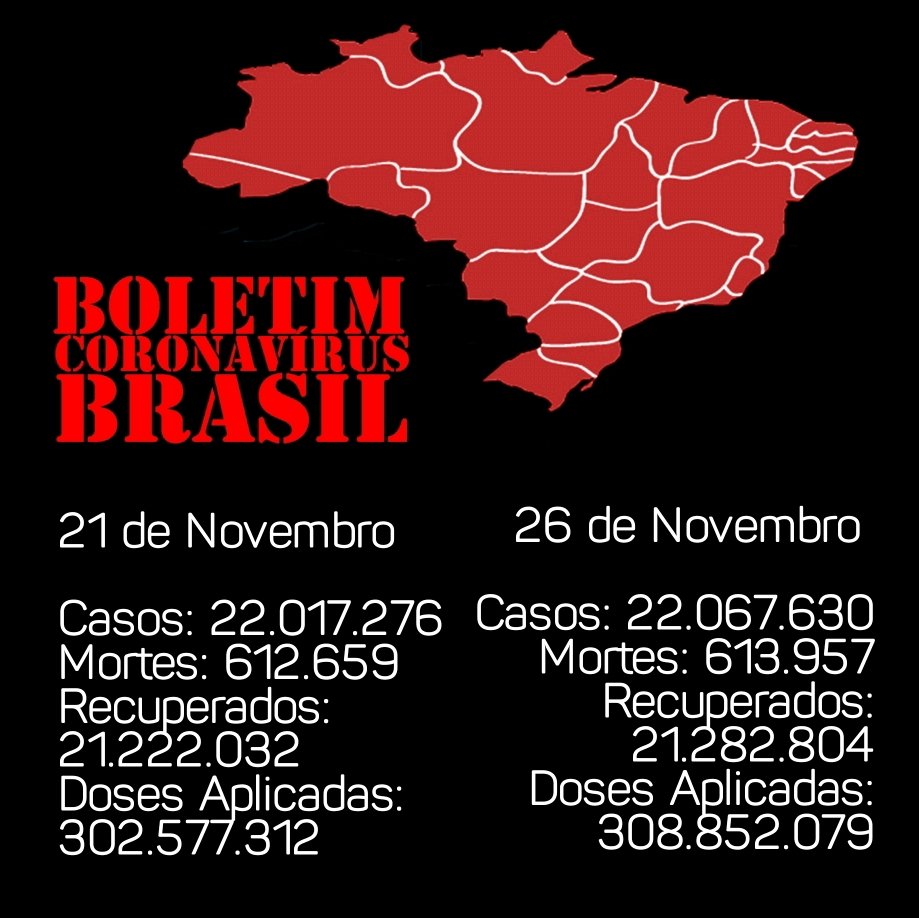 BOLETIM
CORONAVÍRUS
BRASIL
21 de Novembro
Casos: 22.017.276
Mortes: 612.659
Recuperados:
21.222.032
Doses Aplicadas:
302.577.312
26 de Novembro
Casos: 22.067.630
Mortes: 613.957
Recuperados:
21.282.804
Doses Aplicadas:
308.852.079